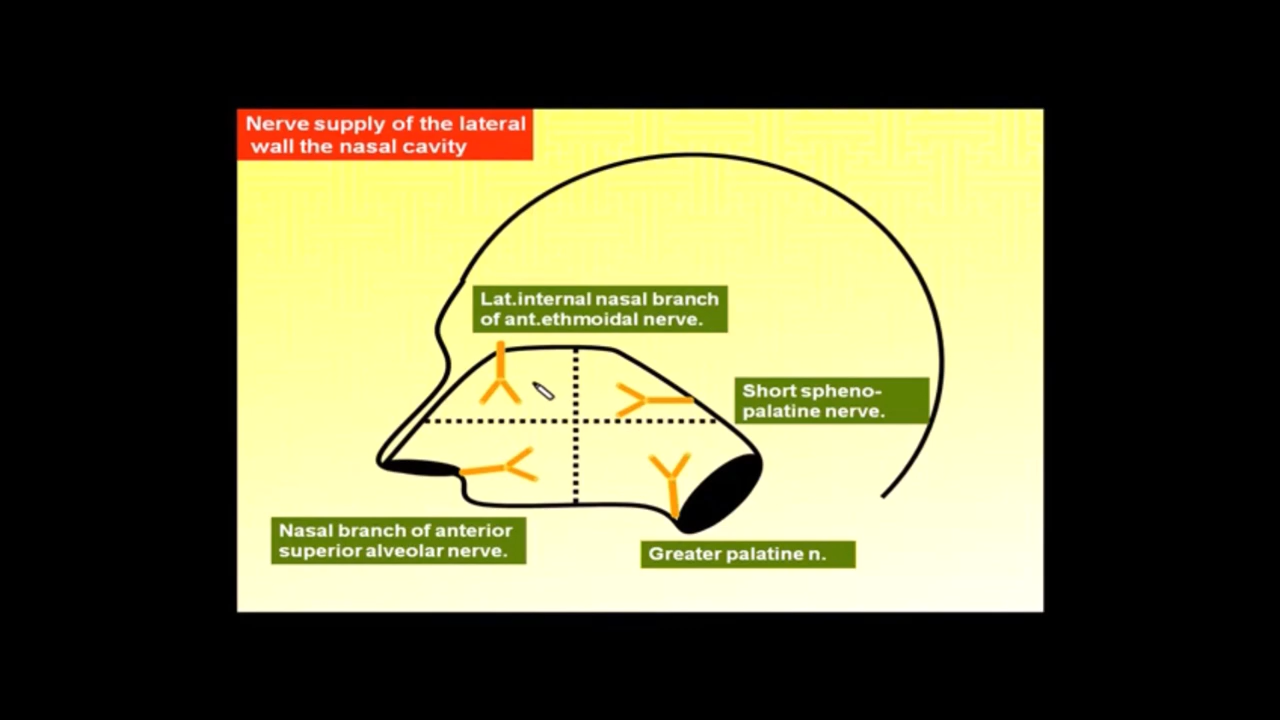 Nerve supply of the lateral
wall the nasal cavity
Lat.internal nasal branch
of ant.ethmoidal nerve.
Short spheno-
palatine nerve.
Nasal branch of anterior
superior alveolar nerve.
Greater palatine n.